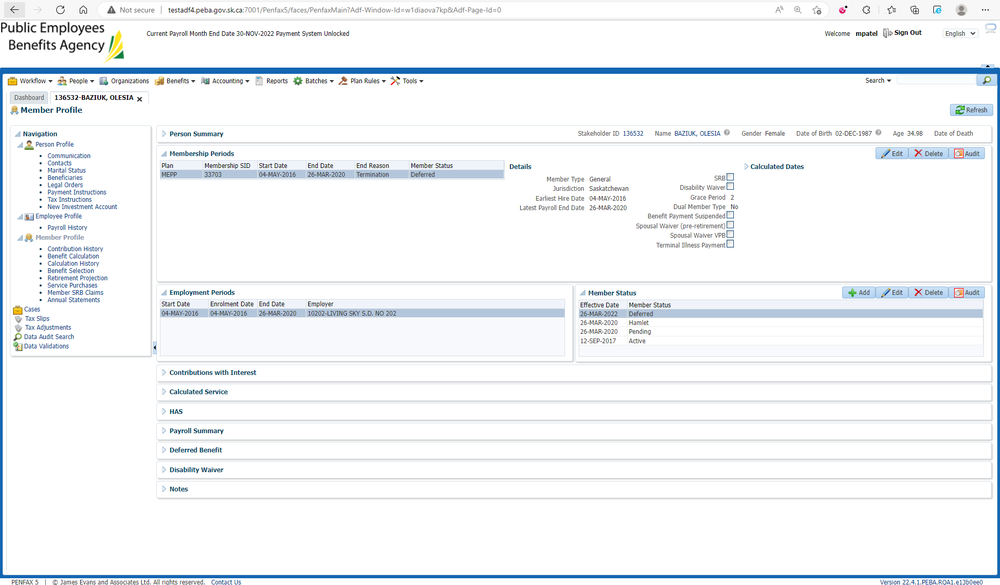 Not secure testadf4.peba.gov.sk.ca:7001/Penfax5/faces/PenfaxMain?Adf-Window-Id=w1diaova7kp&Adf-Page-Id=0
Public Employees
Benefits Agency
Current Payroll Month End Date 30-NOV-2022 Payment System Unlocked
Welcome mpatel Sign Out English
Workflow People Organizations Benefits Accounting Reports Batches Plan Rules Tools Search
Dashboard 136532-BAZIUK, OLESIA
Member Profile
Refresh
Navigation
Person Profile
Communication
Contacts
Marital Status
Beneficiaries
Legal Orders
Payment Instructions
Tax Instructions
New Investment Account
Employee Profile
Payroll History
Member Profile
Contribution History
Benefit Calculation
Calculation History
Benefit Selection
Retirement Projection
Service Purchases
Member SRB Claims
Annual Statements
Cases
Tax Slips
Tax Adjustments
Data Audit Search
Data Validations
Person Summary Stakeholder ID 136532 Name BAZIUK, OLESIA Gender Female Date of Birth 02-DEC-1987 Age 34.98 Date of Death
Membership Periods Edit Delete Audit
Plan Membership SID Start Date End Date End Reason Member Status
MEPP 33703 04-MAY-2016 26-MAR-2020 Termination Deferred
Details
Member Type General
Jurisdiction Saskatchewan
Earliest Hire Date 04-MAY-2016
Latest Payroll End Date 26-MAR-2020
SRB
Disability Waiver
Grace Period 2
Dual Member Type No
Benefit Payment Suspended
Spousal Waiver (pre-retirement)
Spousal Waiver VPB
Terminal Illness Payment
Calculated Dates
Employment Periods
Start Date Enrolment Date End Date Employer
04-MAY-2016 04-MAY-2016 26-MAR-2020 10202-LIVING SKY S.D. NO 202
Member Status Add Edit Delete Audit
Effective Date Member Status
26-MAR-2022 Deferred
26-MAR-2020 Hamlet
26-MAR-2020 Pending
12-SEP-2017 Active
Contributions with Interest
Calculated Service
HAS
Payroll Summary
Deferred Benefit
Disability Waiver
Notes
PENFAX 5 | © James Evans and Associates Ltd. All rights reserved. Contact Us
Version 22.4.1.PEBA.RQA1.e13b0ee0